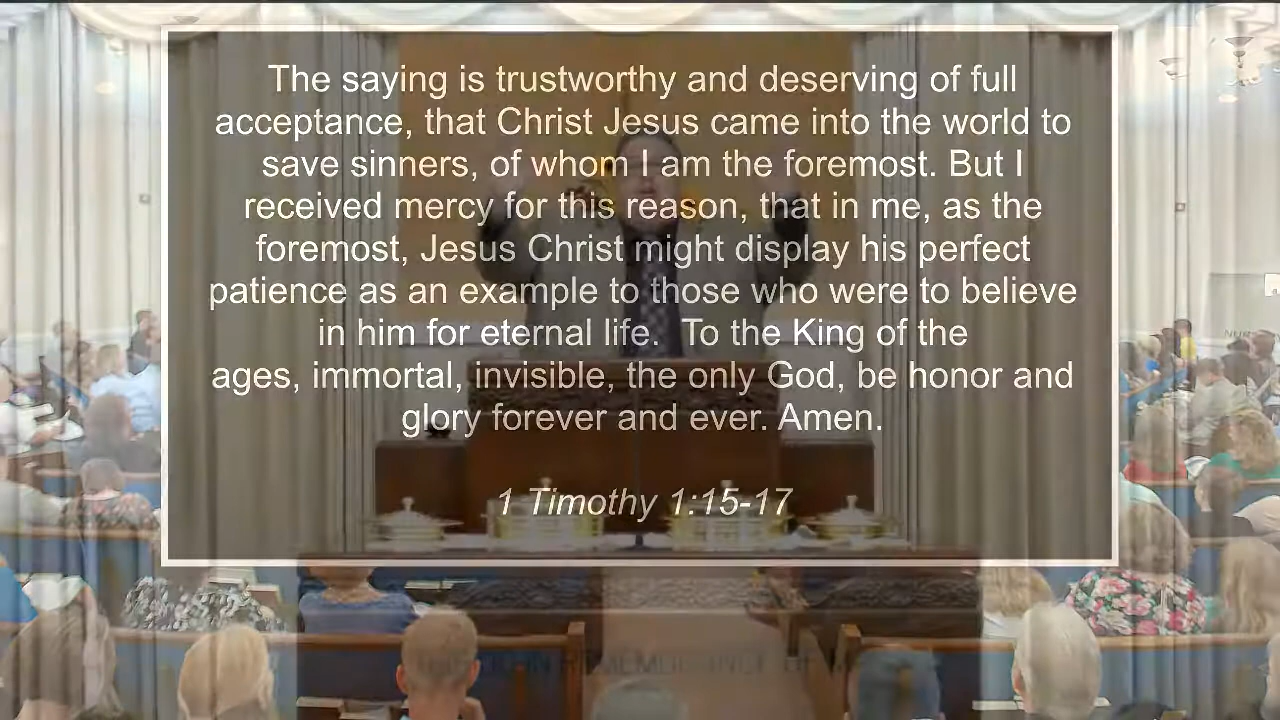 The saying is trustworthy and deserving of full
acceptance, that Christ Jesus came into the world to
save sinners, of whom I am the foremost. But I
received mercy for this reason, that in me, as the
foremost, Jesus Christ might display his perfect
patience as an example to those who were to believe
in him for eternal life.  To the King of the
ages, immortal, invisible, the only God, be honor and
glory forever and ever. Amen.
1 Timothy 1:15-17
IN REMEMBRANCE OF